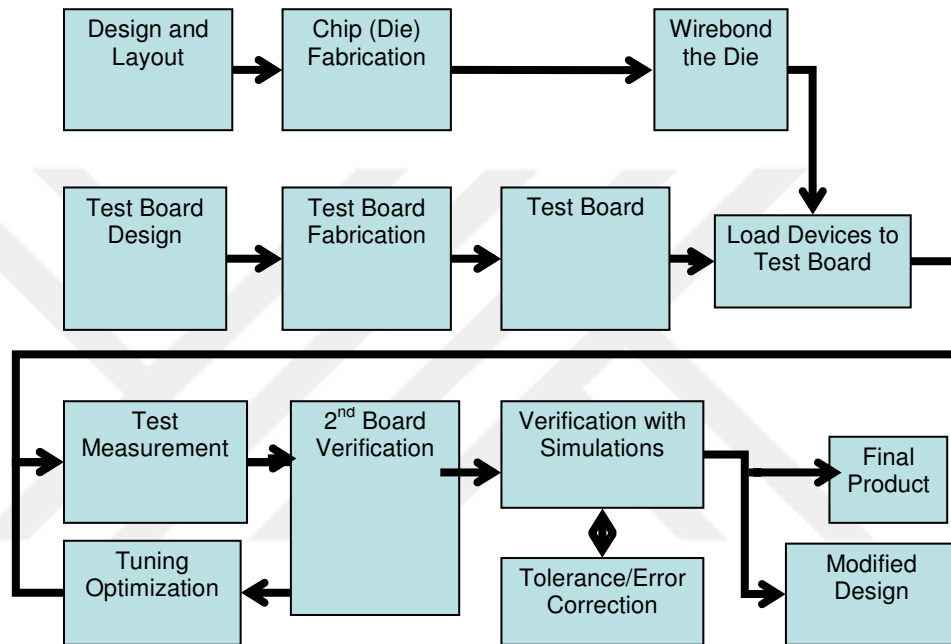 Design and
Layout
Chip (Die)
Fabrication
Wirebond
the Die
Test Board
Design
Test Board
Fabrication
Test Board
Load Devices to
Test Board
Test
Measurement
2nd Board
Verification
Verification with
Simulations
Final
Product
Tuning
Optimization
Tolerance/Error
Correction
Modified
Design